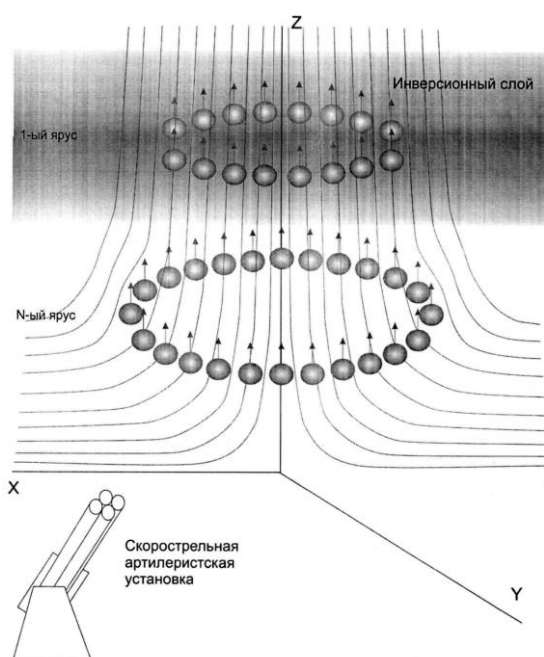 Z
Инверсионный слой
1-ый ярус
N-ый ярус
X
Скорострельная
артилеристская
установка
Y